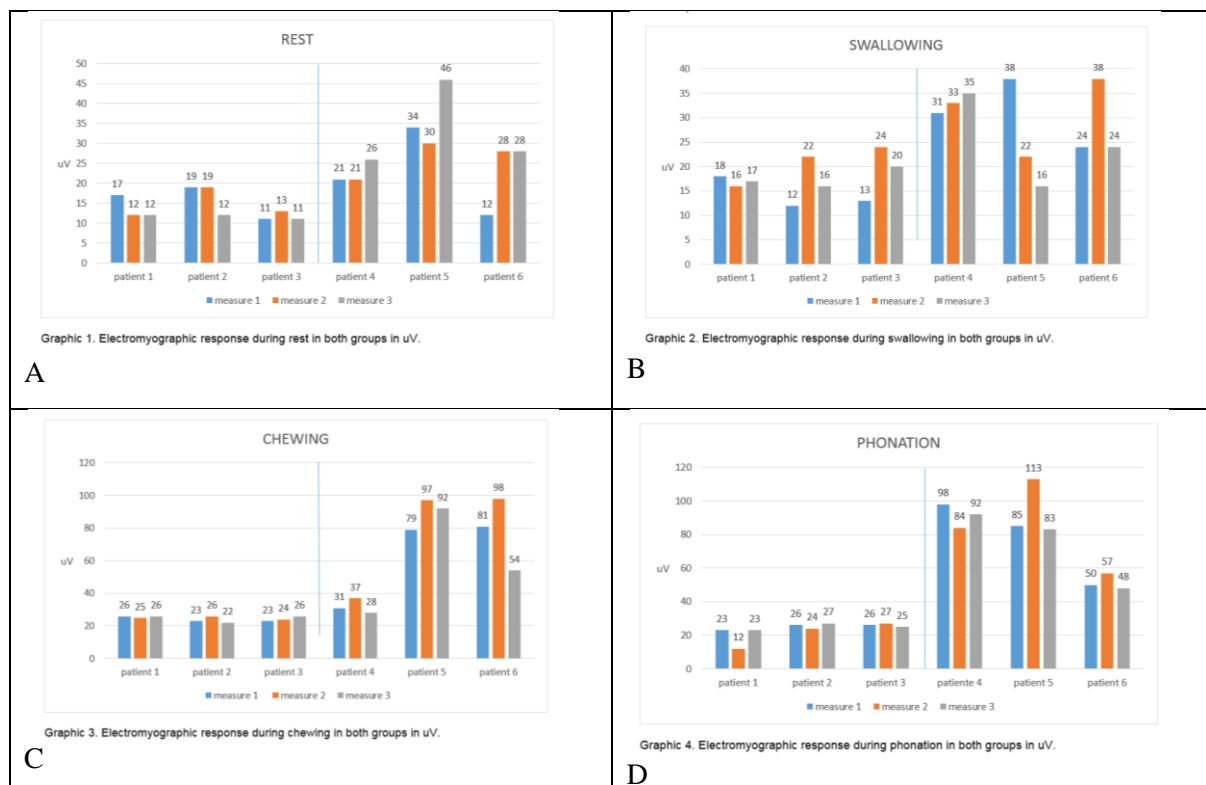 REST
50
45
40
35
30
25
20
15
10
5
0
uV
17 12 12 19 19 12 11 13 11 21 21 26 34 30 46 12 28 28
patient 1 patient 2 patient 3 patient 4 patient 5 patient 6
measure 1 measure 2 measure 3
Graphic 1. Electromyographic response during rest in both groups in uV.
A
SWALLOWING
40
35
30
25
20
15
10
5
0
uV
18 16 17 12 22 16 13 24 20 31 33 35 38 22 16 24 38 24
patient 1 patient 2 patient 3 patient 4 patient 5 patient 6
measure 1 measure 2 measure 3
Graphic 2. Electromyographic response during swallowing in both groups in uV.
B
CHEWING
120
100
80
60
40
20
0
uV
26 25 26 23 26 22 23 24 26 31 37 28 79 97 92 81 98 54
patient 1 patient 2 patient 3 patient 4 patient 5 patient 6
measure 1 measure 2 measure 3
Graphic 3. Electromyographic response during chewing in both groups in uV.
C
PHONATION
120
100
80
60
40
20
0
uV
23 12 23 26 24 27 26 27 25 98 84 92 85 113 83 50 57 48
patient 1 patient 2 patient 3 patiente 4 patient 5 patient 6
measure 1 measure 2 measure 3
Graphic 4. Electromyographic response during phonation in both groups in uV.
D